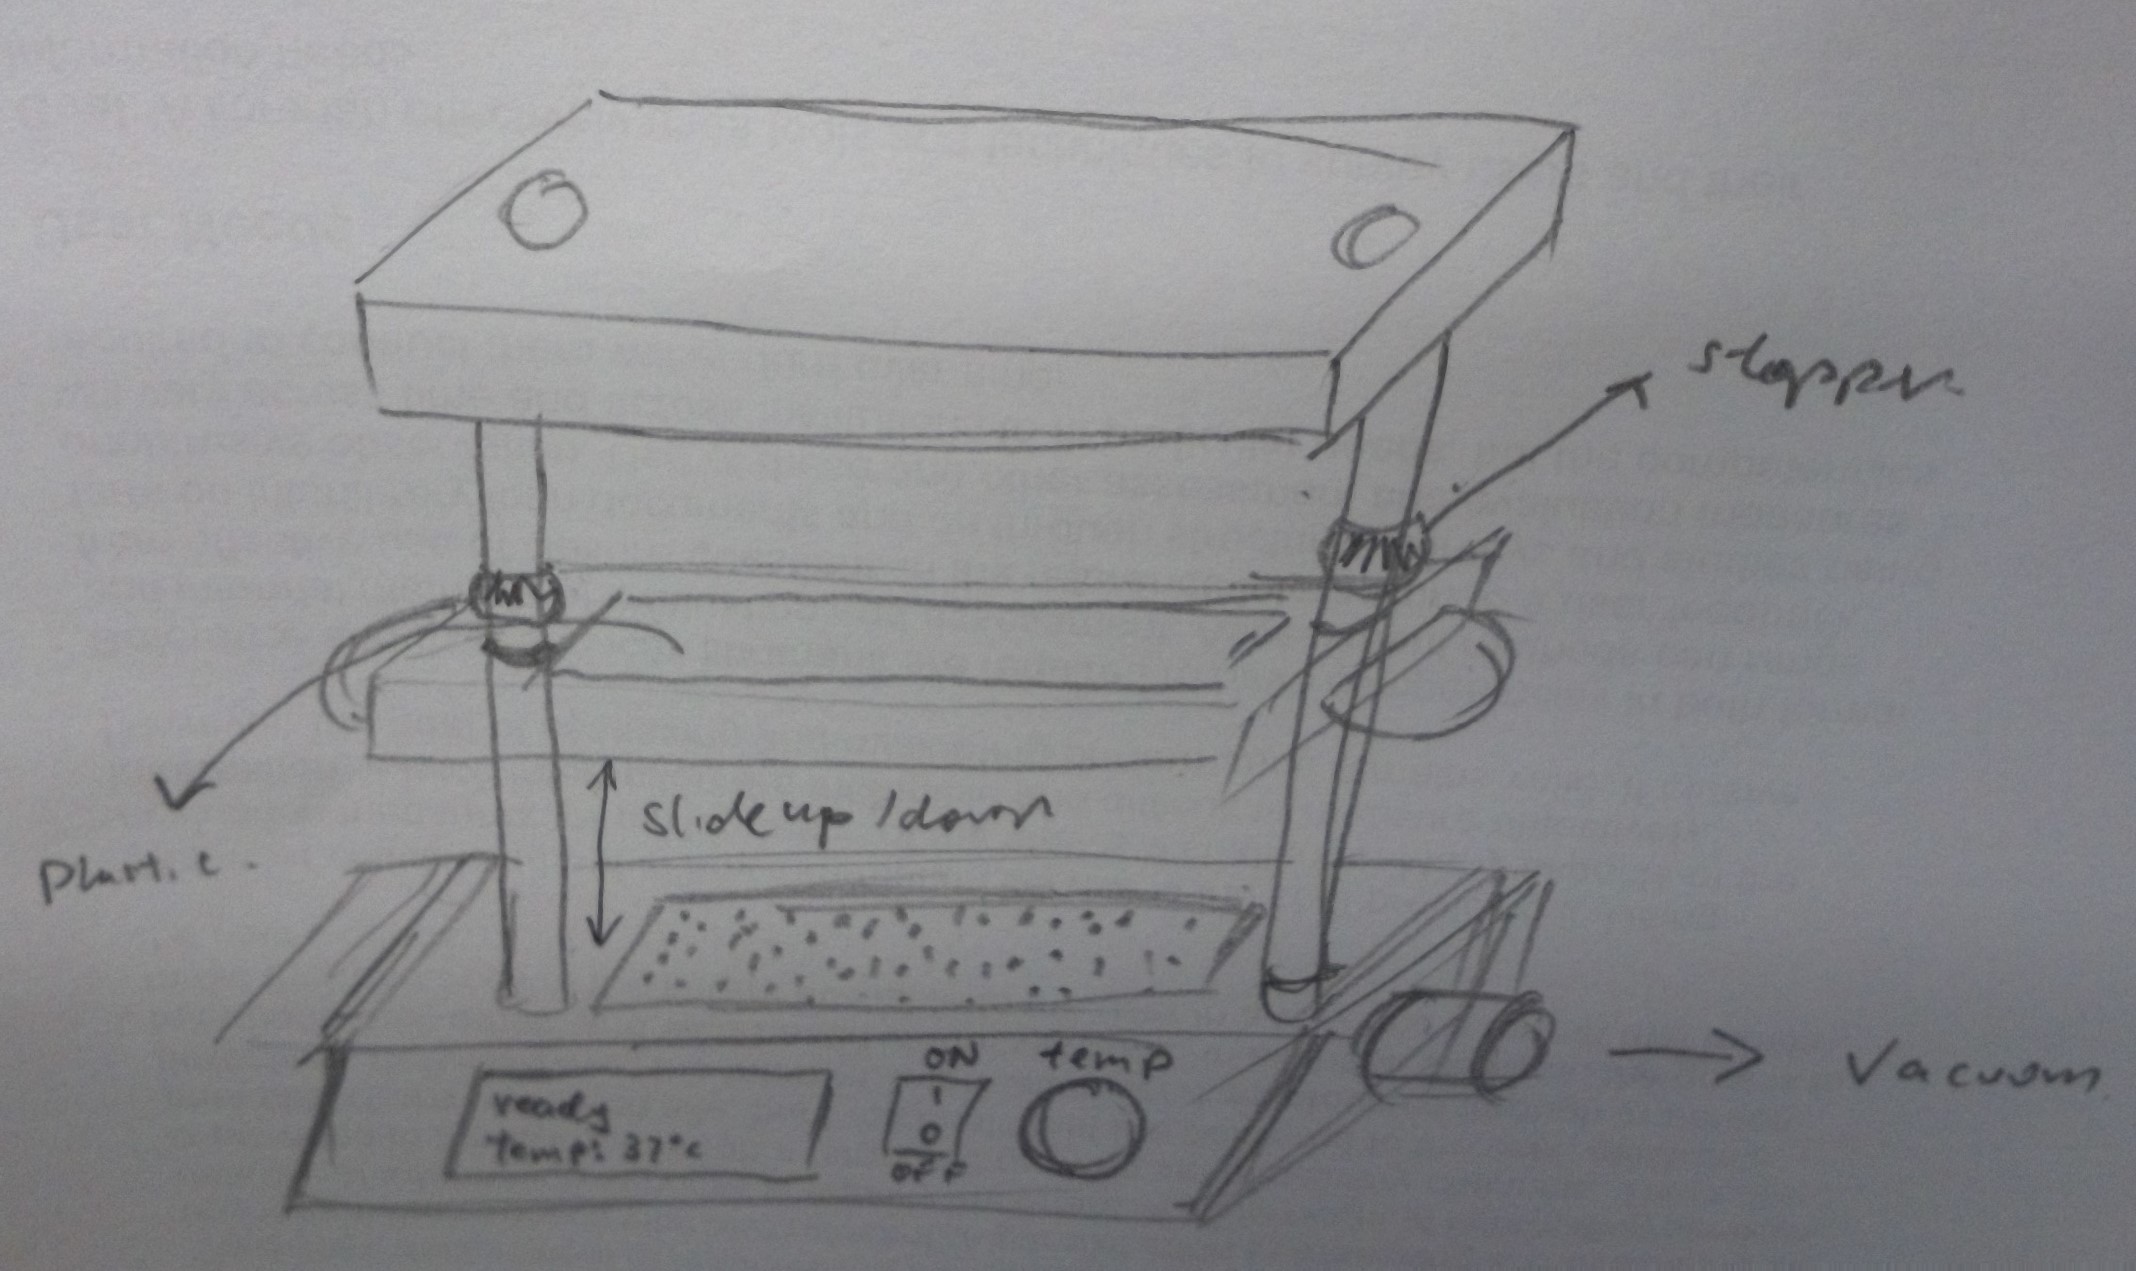 stopper
slide up / down
plastic.
ON
temp
ready
temp: 37°c
I
O
OFF
Vacuum